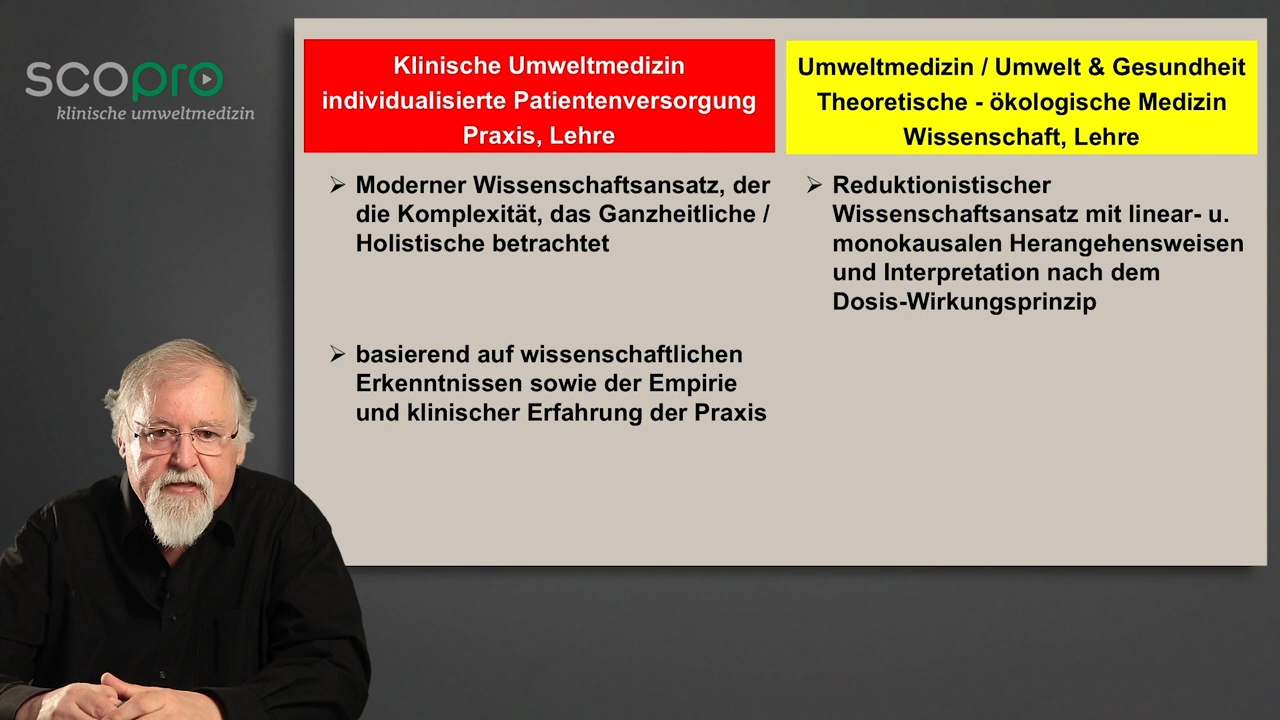 scopro
klinische umweltmedizin
Klinische Umweltmedizin
individualisierte Patientenversorgung
Praxis, Lehre
Umweltmedizin / Umwelt & Gesundheit
Theoretische - ökologische Medizin
Wissenschaft, Lehre
Moderner Wissenschaftsansatz, der
die Komplexität, das Ganzheitliche /
Holistische betrachtet
basierend auf wissenschaftlichen
Erkenntnissen sowie der Empirie
und klinischer Erfahrung der Praxis
Reduktionistischer
Wissenschaftsansatz mit linear- u.
monokausalen Herangehensweisen
und Interpretation nach dem
Dosis-Wirkungsprinzip